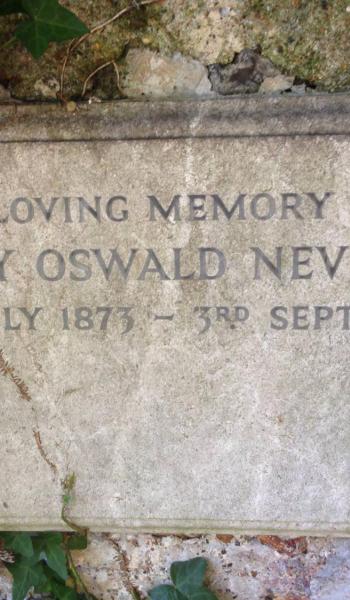 LOVING MEMORY
Y OSWALD NEV
LY 1873 – 3RD SEPT